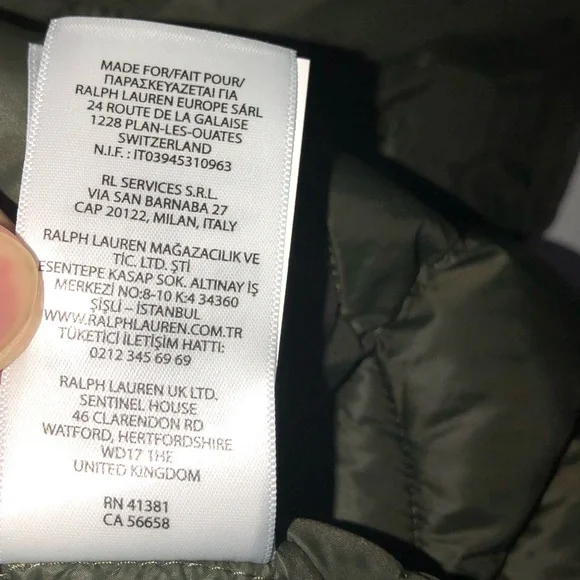 MADE FOR/FAIT POUR/
ΠΑΡΑΣΚΕΥΑΖΕΤΑΙ ΓΙΑ
RALPH LAUREN EUROPE SÁRL
24 ROUTE DE LA GALAISE
1228 PLAN-LES-OUATES
SWITZERLAND
N.I.F. : IT03945310963
RL SERVICES S.R.L.
VIA SAN BARNABA 27
CAP 20122, MILAN, ITALY
RALPH LAUREN MAĞAZACILIK VE
TİC. LTD. ŞTİ
ESENTEPE KASAP SOK. ALTINAY İŞ
MERKEZİ NO:8-10 K:4 34360
ŞİŞLİ – İSTANBUL
WWW.RALPHLAUREN.COM.TR
TÜKETİCİ İLETİŞİM HATTI:
0212 345 69 69
RALPH LAUREN UK LTD.
SENTINEL HOUSE
46 CLARENDON RD
WATFORD, HERTFORDSHIRE
WD17 1HE
UNITED KINGDOM
RN 41381
CA 56658